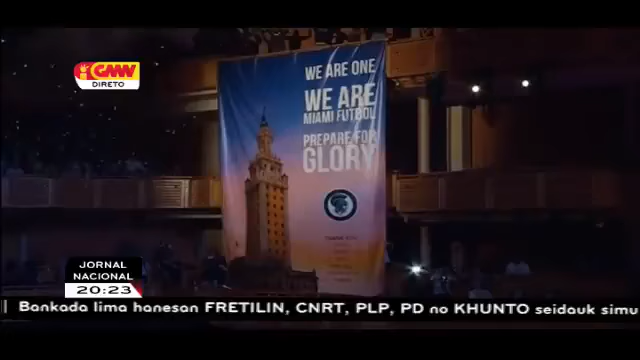 GMN
DIRETO
WE ARE ONE
WE ARE
MIAMI FUTBOL
PREPARE FOR
GLORY
JORNAL
NACIONAL
20:23
Bankada lima hanesan FRETILIN, CNRT, PLP, PD no KHUNTO seidauk simu